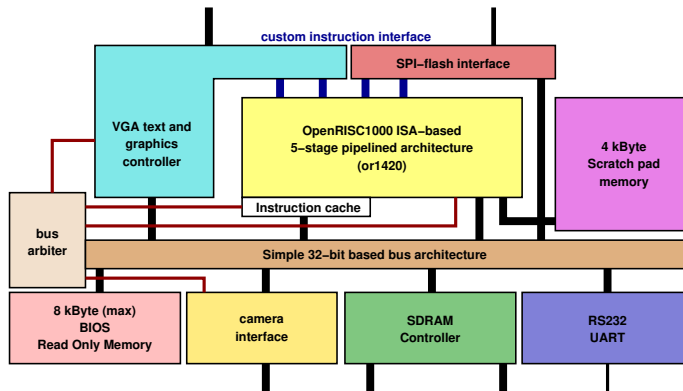 custom instruction interface
SPI−flash interface
VGA text and
graphics
controller
OpenRISC1000 ISA−based
5−stage pipelined architecture
(or1420)
4 kByte
Scratch pad
memory
Instruction cache
bus
arbiter
Simple 32−bit based bus architecture
8 kByte (max)
BIOS
Read Only Memory
camera
interface
SDRAM
Controller
RS232
UART